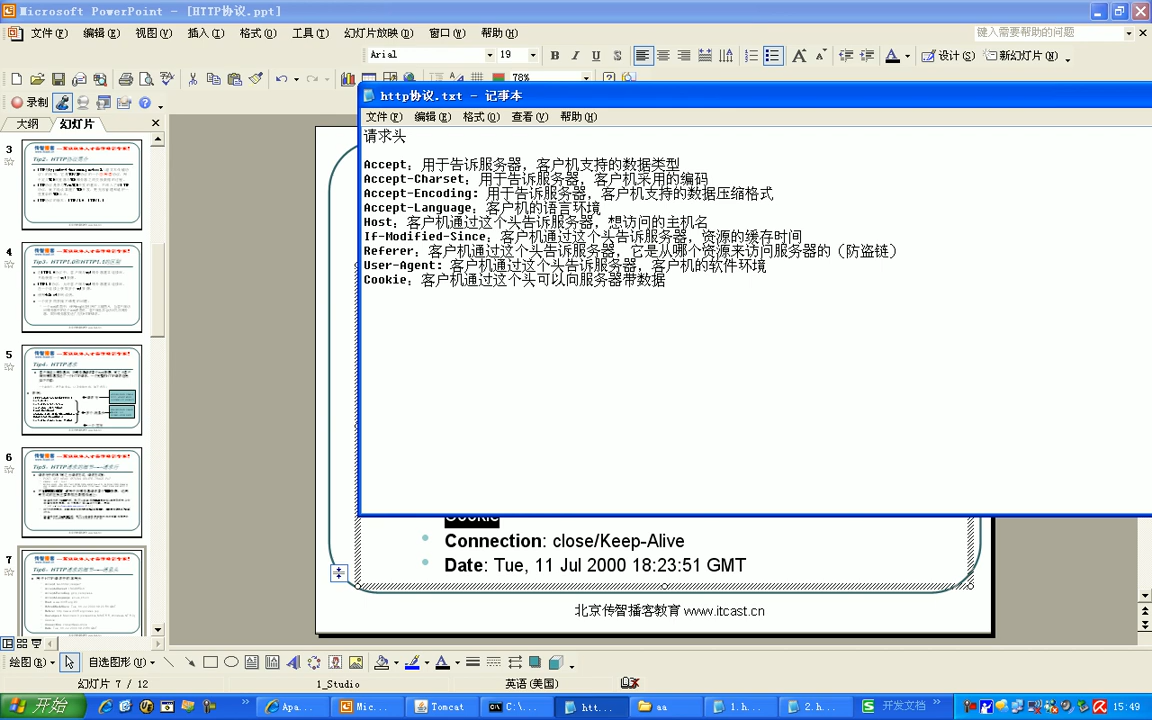 Microsoft PowerPoint - [HTTP协议.ppt]
文件(F) 编辑(E) 视图(V) 插入(I) 格式(O) 工具(T) 幻灯片放映(D) 窗口(W) 帮助(H) 键入需要帮助的问题
Arial 19 B I U S 设计(S) 新幻灯片(N)
78%
录制
http协议.txt - 记事本
文件(F) 编辑(E) 格式(O) 查看(V) 帮助(H)
大纲 幻灯片
请求头
Accept: 用于告诉服务器，客户机支持的数据类型
Accept-Charset: 用于告诉服务器，客户机采用的编码
Accept-Encoding: 用于告诉服务器，客户机支持的数据压缩格式
Accept-Language: 客户机的语言环境
Host: 客户机通过这个头告诉服务器，想访问的主机名
If-Modified-Since: 客户机通过这个头告诉服务器，资源的缓存时间
Referer: 客户机通过这个头告诉服务器，它是从哪个资源来访问服务器的（防盗链）
User-Agent: 客户机通过这个头告诉服务器，客户机的软件环境
Cookie: 客户机通过这个头可以向服务器带数据
3
4
5
6
7
Cookie
Connection: close/Keep-Alive
Date: Tue, 11 Jul 2000 18:23:51 GMT
北京传智播客教育 www.itcast.cn
绘图(R) 自选图形(U)
幻灯片 7 / 12 1_Studio 英语(美国)
开始 Apa... Mic... Tomcat C:\... htt... aa 1.h... 2.h... 开发文档 15:49